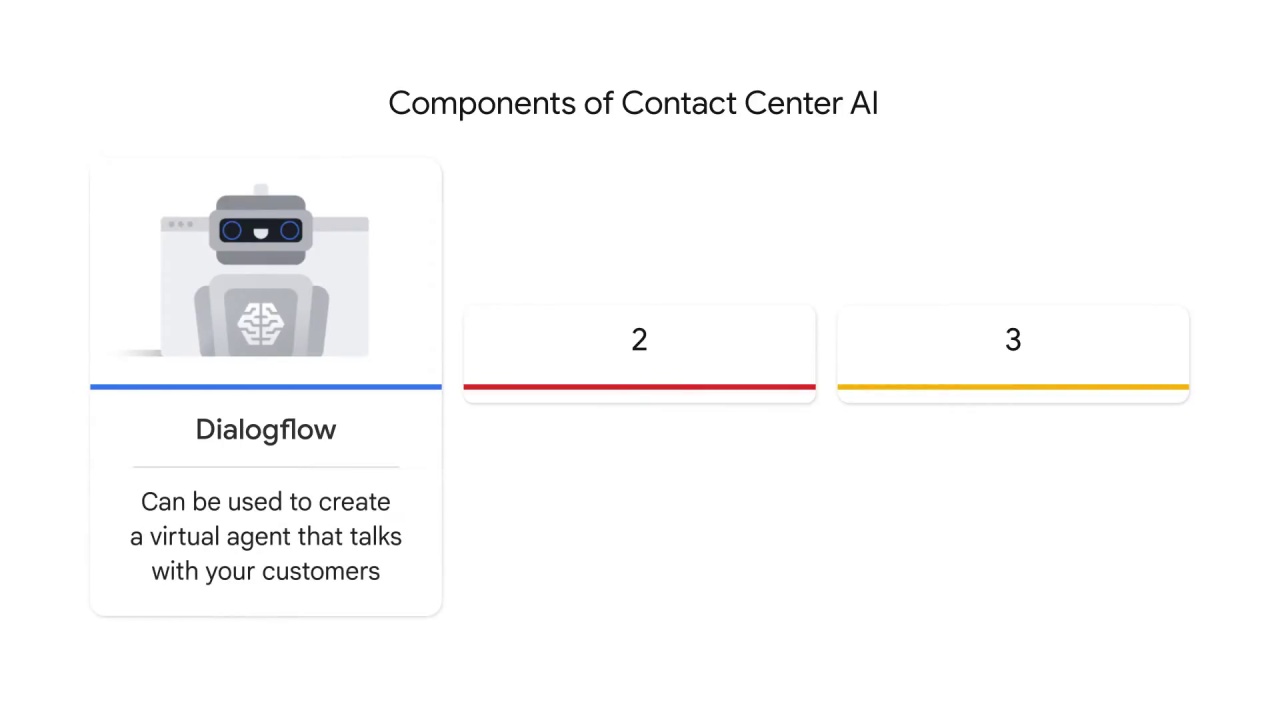 Components of Contact Center AI
Dialogflow
Can be used to create
a virtual agent that talks
with your customers
2
3